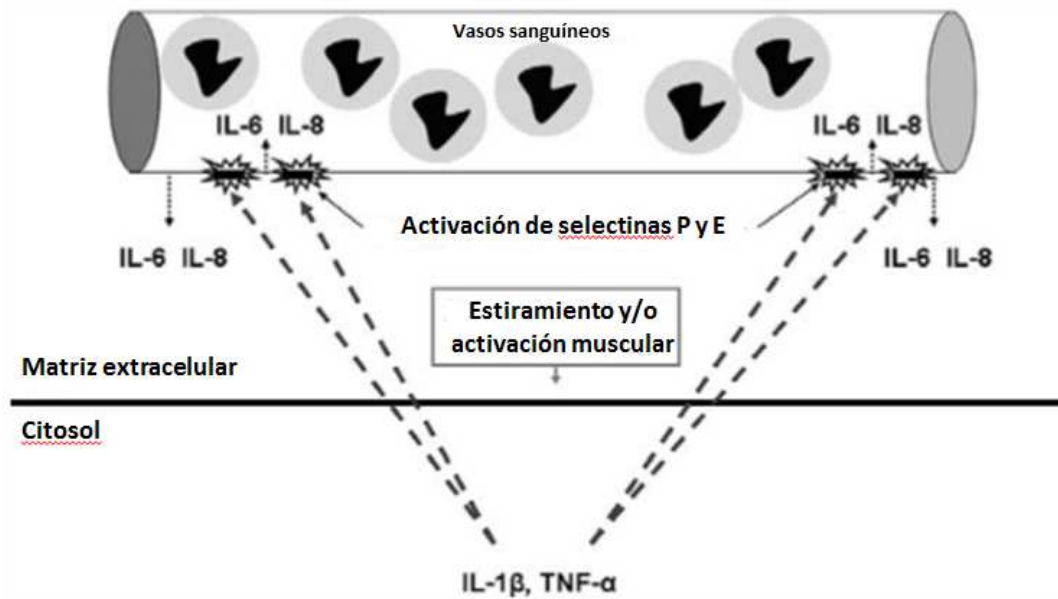 Vasos sanguíneos
IL-6 IL-8 IL-6 IL-8
Activación de selectinas P y E
IL-6 IL-8 IL-6 IL-8
Estiramiento y/o
activación muscular
Matriz extracelular
Citosol
IL-1β, TNF-α